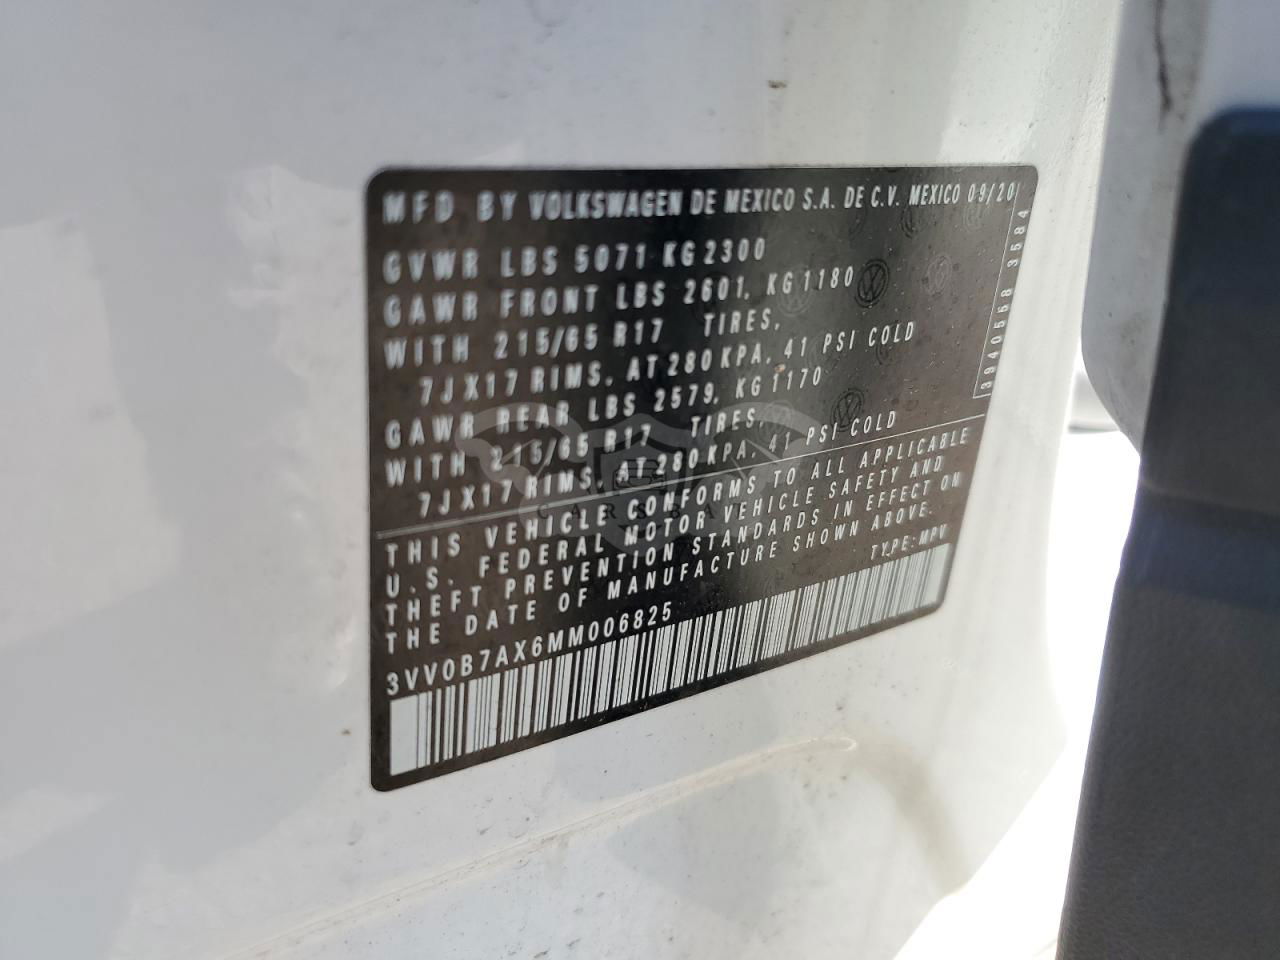 MFD BY VOLKSWAGEN DE MEXICO S.A. DE C.V. MEXICO 09/20
GVWR LBS 5071 KG 2300
GAWR FRONT LBS 2601, KG 1180
WITH 215/65 R17 TIRES,
7JX17 RIMS, AT 280 KPA, 41 PSI COLD
GAWR REAR LBS 2579, KG 1170
WITH 215/65 R17 TIRES,
7JX17 RIMS, AT 280 KPA, 41 PSI COLD
THIS VEHICLE CONFORMS TO ALL APPLICABLE
U.S. FEDERAL MOTOR VEHICLE SAFETY AND
THEFT PREVENTION STANDARDS IN EFFECT ON
THE DATE OF MANUFACTURE SHOWN ABOVE.
TYPE: MPV
3VV0B7AX6MM006825
3940568 3584